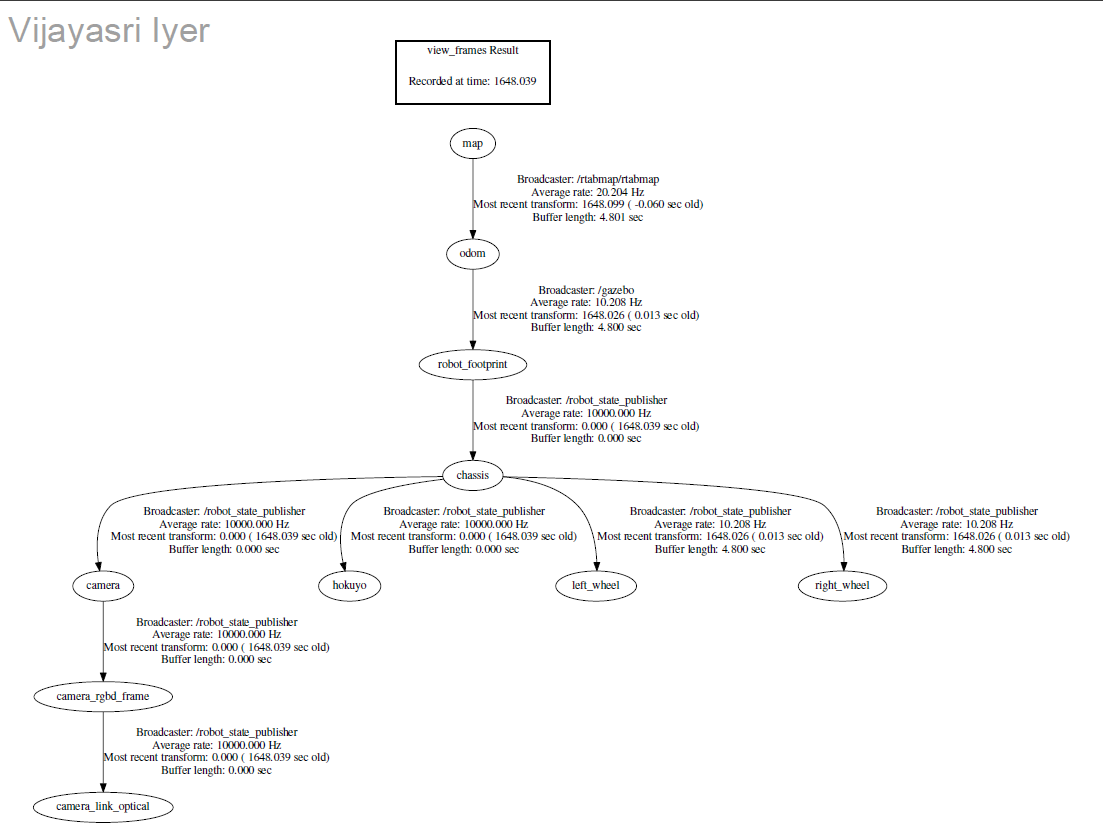 Vijayasri Iyer
view_frames Result
Recorded at time: 1648.039
map
Broadcaster: /rtabmap/rtabmap
Average rate: 20.204 Hz
Most recent transform: 1648.099 ( -0.060 sec old)
Buffer length: 4.801 sec
odom
Broadcaster: /gazebo
Average rate: 10.208 Hz
Most recent transform: 1648.026 ( 0.013 sec old)
Buffer length: 4.800 sec
robot_footprint
Broadcaster: /robot_state_publisher
Average rate: 10000.000 Hz
Most recent transform: 0.000 ( 1648.039 sec old)
Buffer length: 0.000 sec
chassis
Broadcaster: /robot_state_publisher
Average rate: 10000.000 Hz
Most recent transform: 0.000 ( 1648.039 sec old)
Buffer length: 0.000 sec
Broadcaster: /robot_state_publisher
Average rate: 10000.000 Hz
Most recent transform: 0.000 ( 1648.039 sec old)
Buffer length: 0.000 sec
Broadcaster: /robot_state_publisher
Average rate: 10.208 Hz
Most recent transform: 1648.026 ( 0.013 sec old)
Buffer length: 4.800 sec
Broadcaster: /robot_state_publisher
Average rate: 10.208 Hz
Most recent transform: 1648.026 ( 0.013 sec old)
Buffer length: 4.800 sec
camera
hokuyo
left_wheel
right_wheel
Broadcaster: /robot_state_publisher
Average rate: 10000.000 Hz
Most recent transform: 0.000 ( 1648.039 sec old)
Buffer length: 0.000 sec
camera_rgbd_frame
Broadcaster: /robot_state_publisher
Average rate: 10000.000 Hz
Most recent transform: 0.000 ( 1648.039 sec old)
Buffer length: 0.000 sec
camera_link_optical